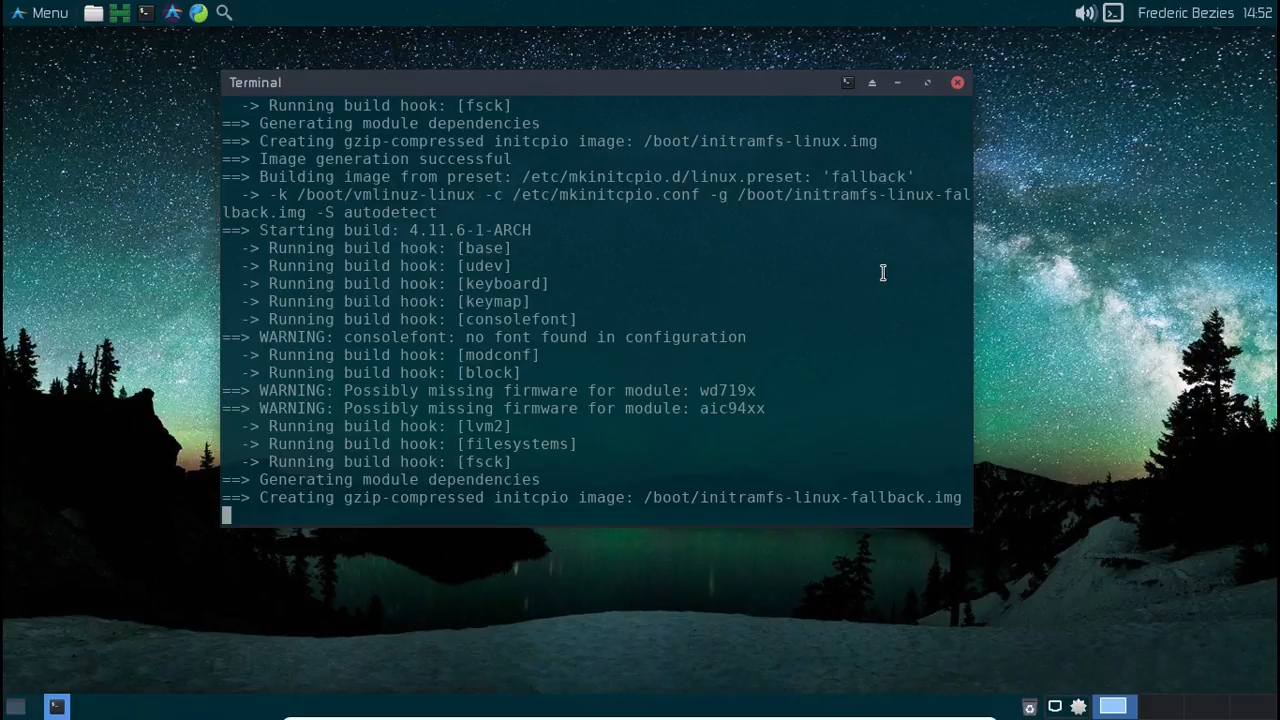 Menu
Frederic Bezies 14:52
Terminal
-> Running build hook: [fsck]
==> Generating module dependencies
==> Creating gzip-compressed initcpio image: /boot/initramfs-linux.img
==> Image generation successful
==> Building image from preset: /etc/mkinitcpio.d/linux.preset: 'fallback'
-> -k /boot/vmlinuz-linux -c /etc/mkinitcpio.conf -g /boot/initramfs-linux-fal
lback.img -S autodetect
==> Starting build: 4.11.6-1-ARCH
-> Running build hook: [base]
-> Running build hook: [udev]
-> Running build hook: [keyboard]
-> Running build hook: [keymap]
-> Running build hook: [consolefont]
==> WARNING: consolefont: no font found in configuration
-> Running build hook: [modconf]
-> Running build hook: [block]
==> WARNING: Possibly missing firmware for module: wd719x
==> WARNING: Possibly missing firmware for module: aic94xx
-> Running build hook: [lvm2]
-> Running build hook: [filesystems]
-> Running build hook: [fsck]
==> Generating module dependencies
==> Creating gzip-compressed initcpio image: /boot/initramfs-linux-fallback.img